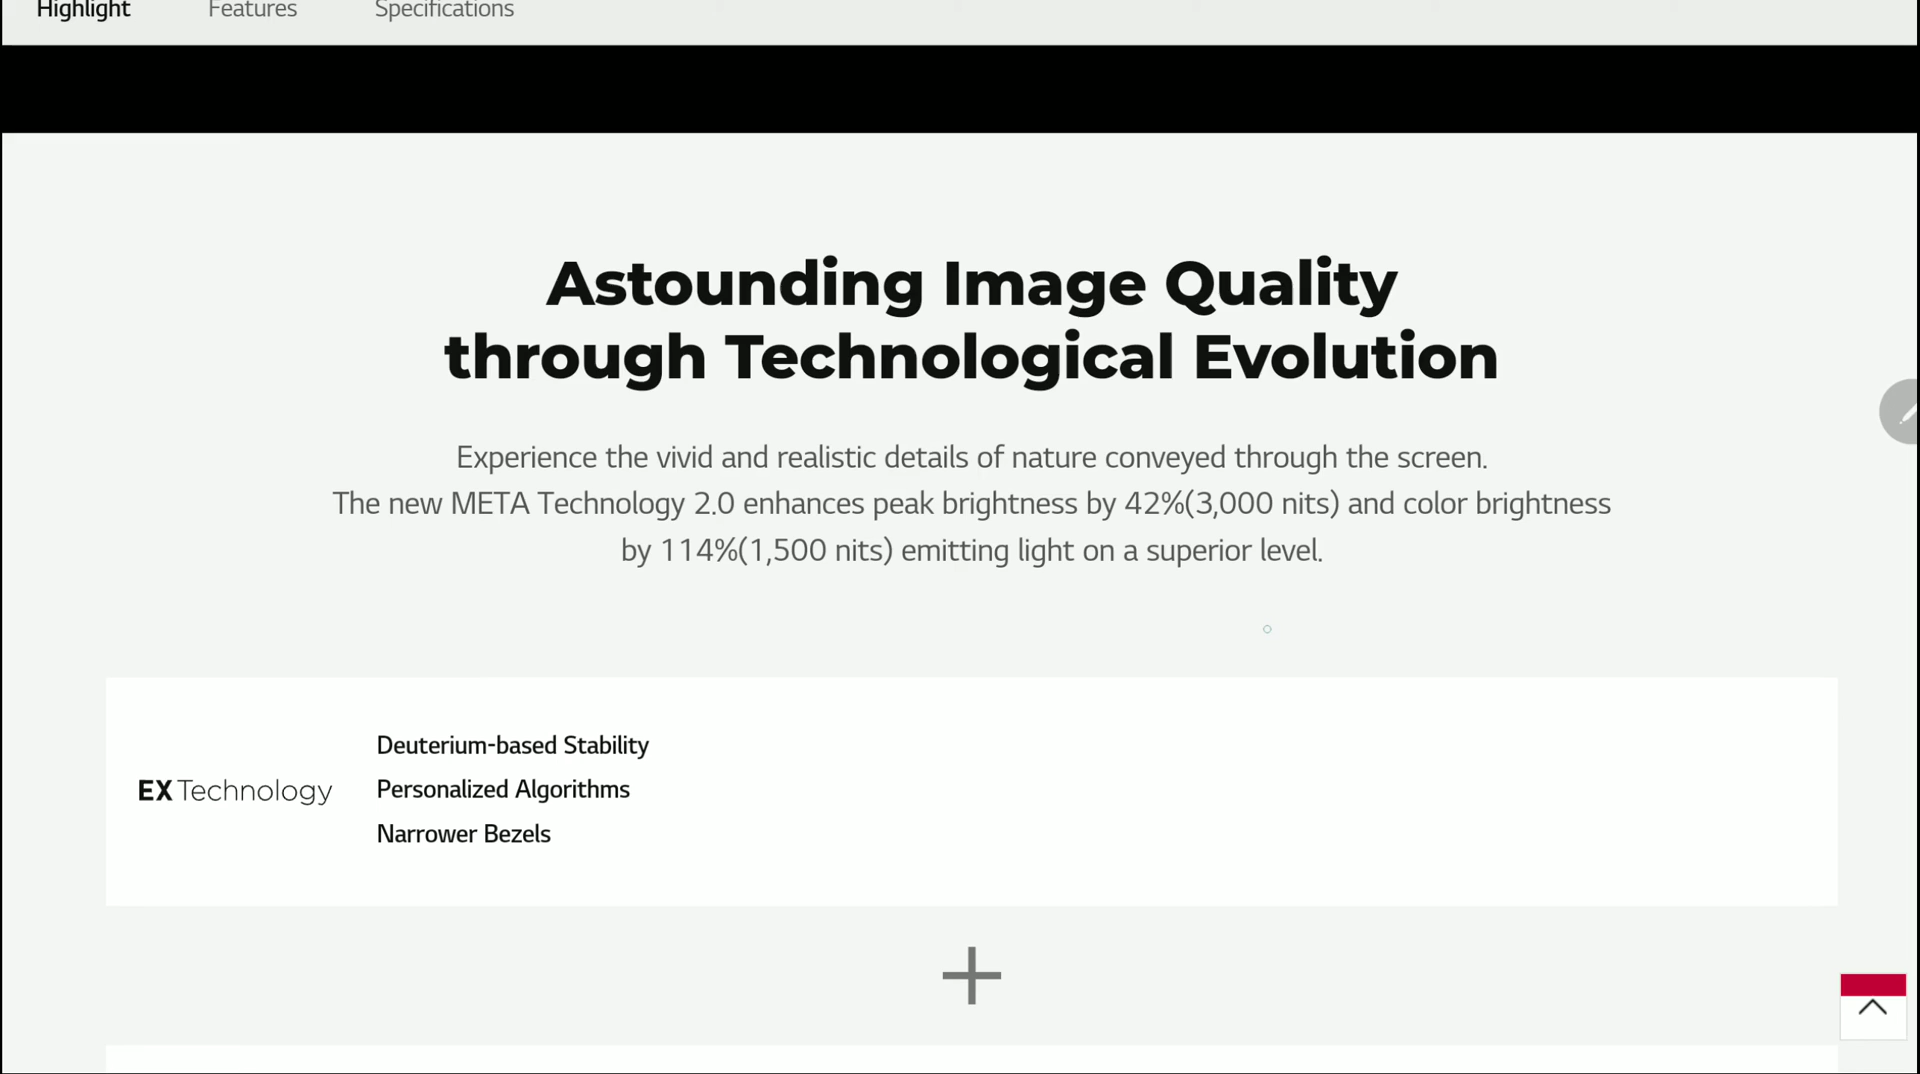 Highlight Features Specifications
Astounding Image Quality
through Technological Evolution
Experience the vivid and realistic details of nature conveyed through the screen.
The new META Technology 2.0 enhances peak brightness by 42%(3,000 nits) and color brightness
by 114%(1,500 nits) emitting light on a superior level.
EX Technology
Deuterium-based Stability
Personalized Algorithms
Narrower Bezels